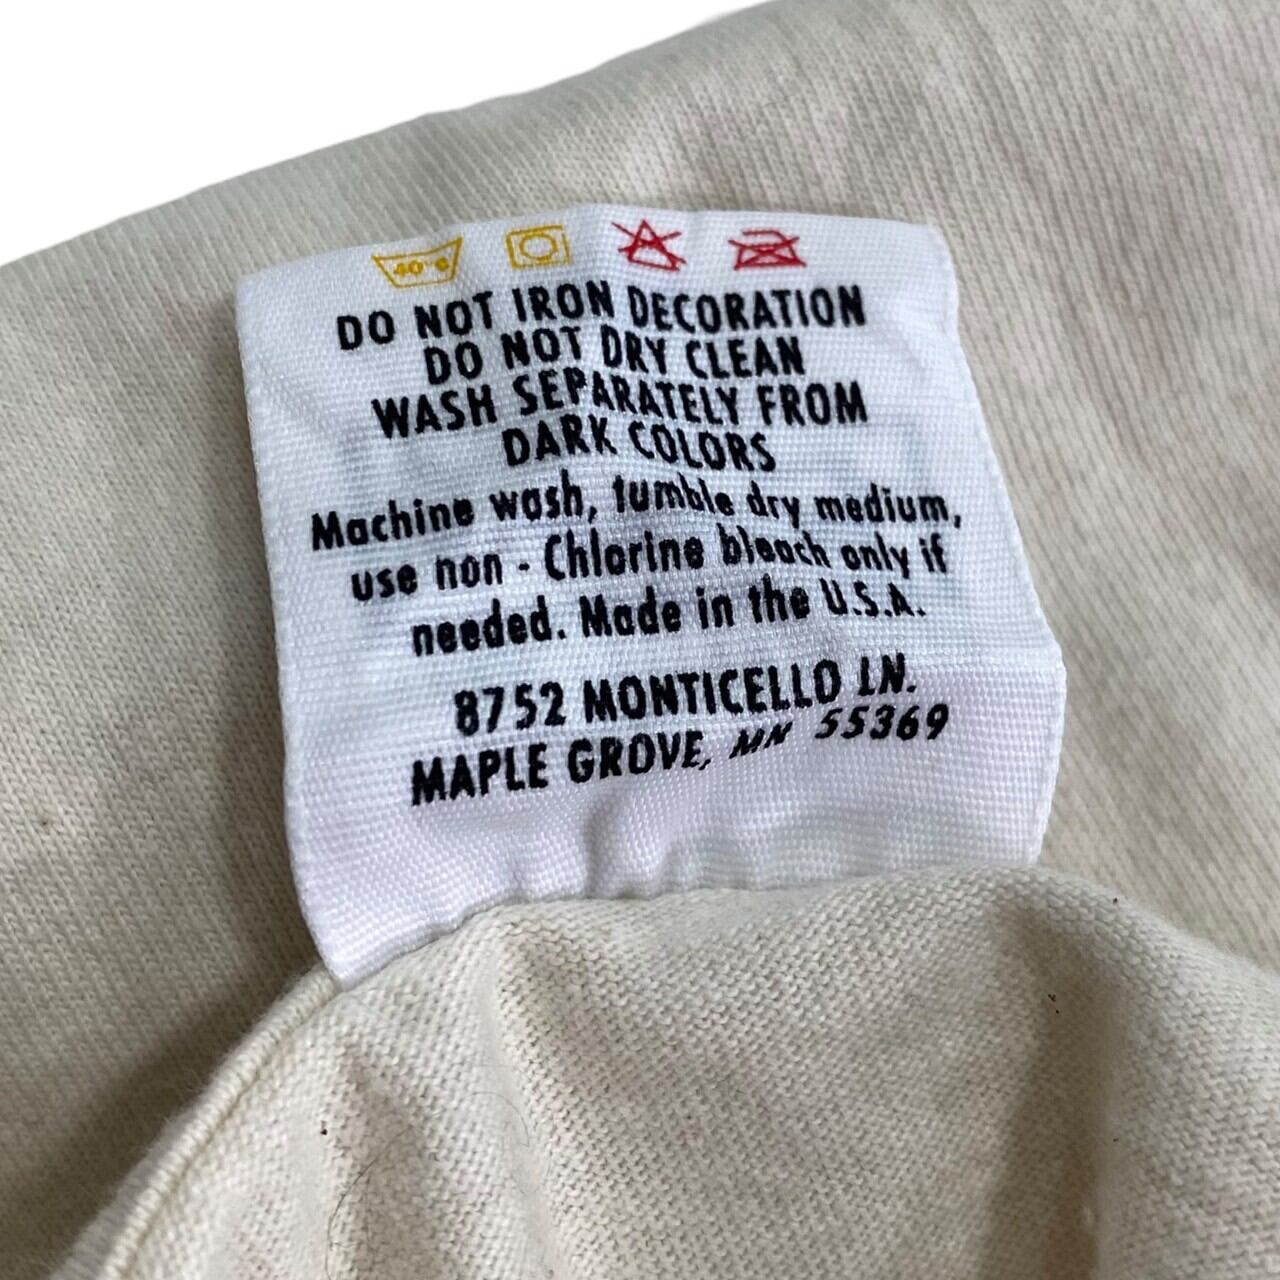 40°C
DO NOT IRON DECORATION
DO NOT DRY CLEAN
WASH SEPARATELY FROM
DARK COLORS
Machine wash, tumble dry medium,
use non - Chlorine bleach only if
needed. Made in the U.S.A.
8752 MONTICELLO LN.
MAPLE GROVE, MN 55369